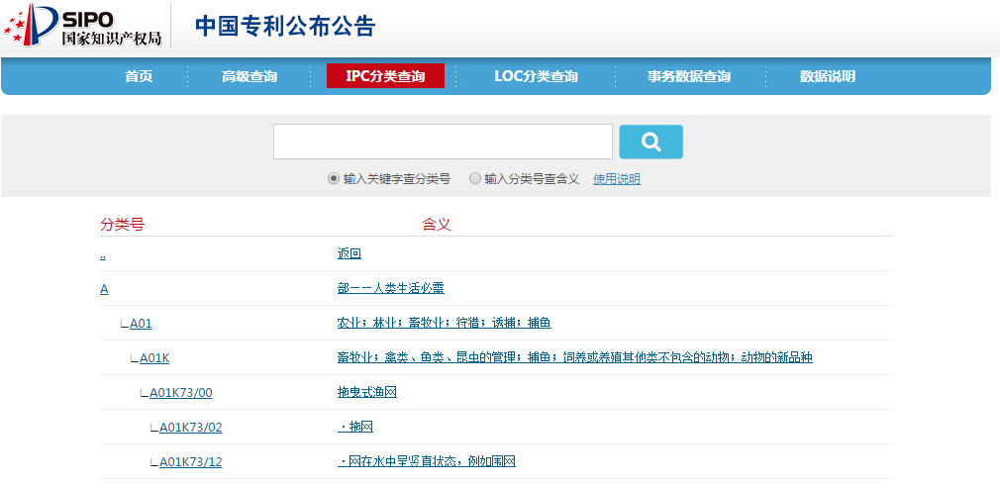 SIPO
国家知识产权局
中国专利公布公告
首页 高级查询 IPC分类查询 LOC分类查询 事务数据查询 数据说明
输入关键字查分类号 输入分类号查含义 使用说明
分类号 含义
.. 返回
A 部——人类生活必需
∟A01 农业；林业；畜牧业；狩猎；诱捕；捕鱼
∟A01K 畜牧业；禽类、鱼类、昆虫的管理；捕鱼；饲养或养殖其他类不包含的动物；动物的新品种
∟A01K73/00 拖曳式渔网
∟A01K73/02 ·拖网
∟A01K73/12 ·网在水中呈竖直状态，例如围网